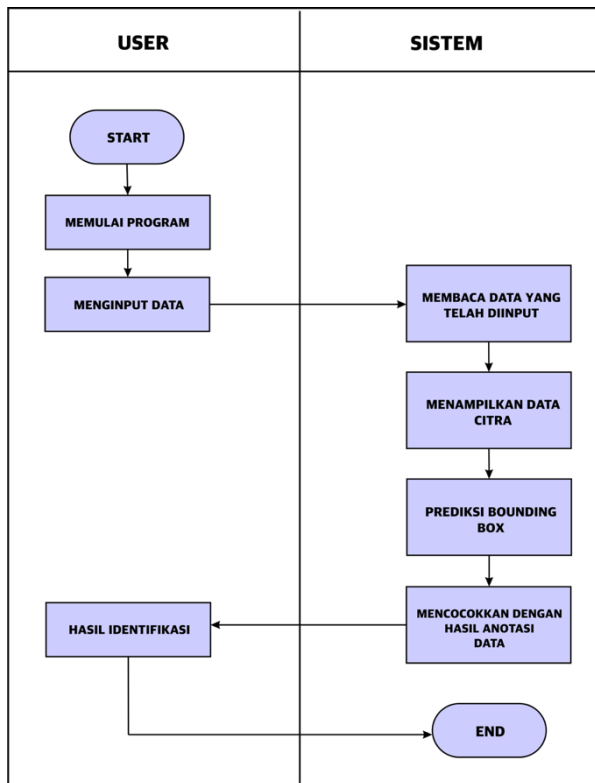 USER
SISTEM
START
MEMULAI PROGRAM
MENGINPUT DATA
MEMBACA DATA YANG
TELAH DIINPUT
MENAMPILKAN DATA
CITRA
PREDIKSI BOUNDING
BOX
MENCOCOKKAN DENGAN
HASIL ANOTASI
DATA
HASIL IDENTIFIKASI
END